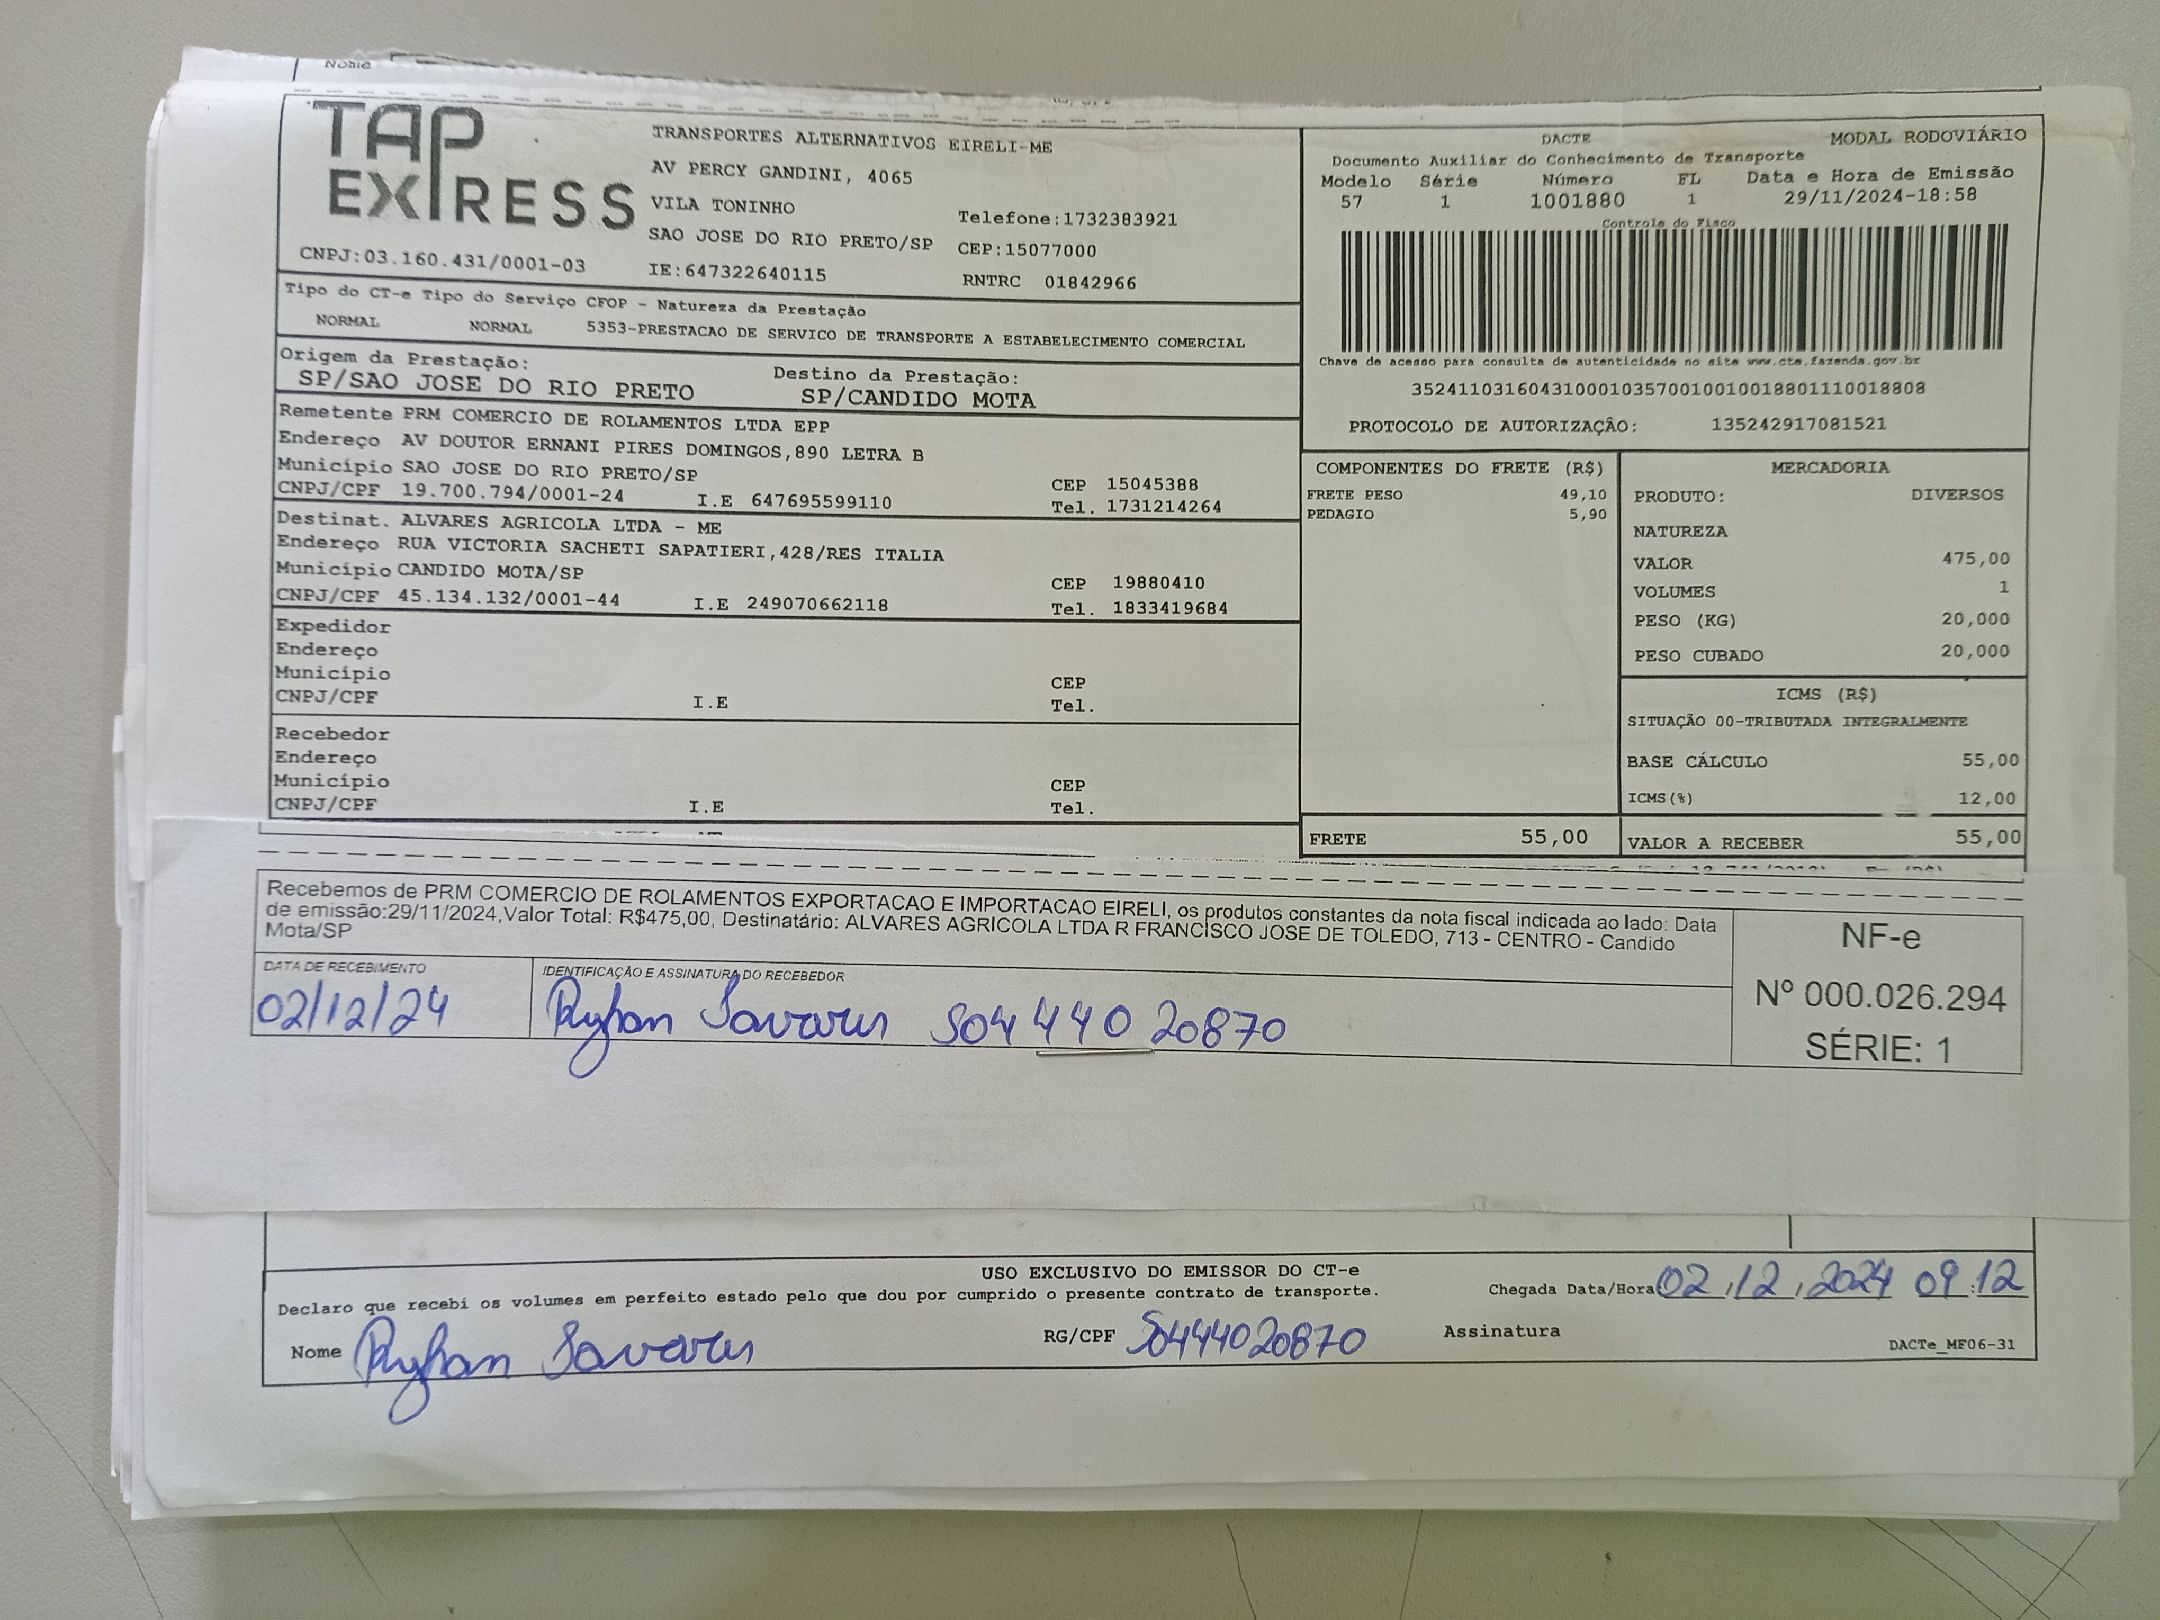 Nome
TAP
EXPRESS
CNPJ:03.160.431/0001-03
TRANSPORTES ALTERNATIVOS EIRELI-ME
AV PERCY GANDINI, 4065
VILA TONINHO
Telefone:1732383921
SAO JOSE DO RIO PRETO/SP CEP:15077000
IE:647322640115 RNTRC 01842966
DACTE MODAL RODOVIÁRIO
Documento Auxiliar do Conhecimento de Transporte
Modelo Série Número FL Data e Hora de Emissão
57 1 1001880 1 29/11/2024-18:58
Controle do Fisco
Chave de acesso para consulta de autenticidade no site www.cte.fazenda.gov.br
35241103160431000103570010010018801110018808
PROTOCOLO DE AUTORIZAÇÃO: 135242917081521
Tipo do CT-e Tipo do Serviço CFOP - Natureza da Prestação
NORMAL NORMAL 5353-PRESTACAO DE SERVICO DE TRANSPORTE A ESTABELECIMENTO COMERCIAL
Origem da Prestação: Destino da Prestação:
SP/SAO JOSE DO RIO PRETO SP/CANDIDO MOTA
Remetente PRM COMERCIO DE ROLAMENTOS LTDA EPP
Endereço AV DOUTOR ERNANI PIRES DOMINGOS,890 LETRA B
Município SAO JOSE DO RIO PRETO/SP CEP 15045388
CNPJ/CPF 19.700.794/0001-24 I.E 647695599110 Tel. 1731214264
Destinat. ALVARES AGRICOLA LTDA - ME
Endereço RUA VICTORIA SACHETI SAPATIERI,428/RES ITALIA
Município CANDIDO MOTA/SP CEP 19880410
CNPJ/CPF 45.134.132/0001-44 I.E 249070662118 Tel. 1833419684
Expedidor
Endereço
Município CEP
CNPJ/CPF I.E Tel.
Recebedor
Endereço
Município CEP
CNPJ/CPF I.E Tel.
COMPONENTES DO FRETE (R$)
FRETE PESO 49,10
PEDAGIO 5,90
FRETE 55,00
MERCADORIA
PRODUTO: DIVERSOS
NATUREZA
VALOR 475,00
VOLUMES 1
PESO (KG) 20,000
PESO CUBADO 20,000
ICMS (R$)
SITUAÇÃO 00-TRIBUTADA INTEGRALMENTE
BASE CÁLCULO 55,00
ICMS(%) 12,00
VALOR A RECEBER 55,00
Recebemos de PRM COMERCIO DE ROLAMENTOS EXPORTACAO E IMPORTACAO EIRELI, os produtos constantes da nota fiscal indicada ao lado: Data
de emissão:29/11/2024,Valor Total: R$475,00, Destinatário: ALVARES AGRICOLA LTDA R FRANCISCO JOSE DE TOLEDO, 713 - CENTRO - Candido
Mota/SP
DATA DE RECEBIMENTO IDENTIFICAÇÃO E ASSINATURA DO RECEBEDOR
02/12/24 50444020870
NF-e
Nº 000.026.294
SÉRIE: 1
USO EXCLUSIVO DO EMISSOR DO CT-e
Declaro que recebi os volumes em perfeito estado pelo que dou por cumprido o presente contrato de transporte.
Chegada Data/Hora 02,12,2024 09:12
Nome RG/CPF 50444020870 Assinatura
DACTe_MF06-31